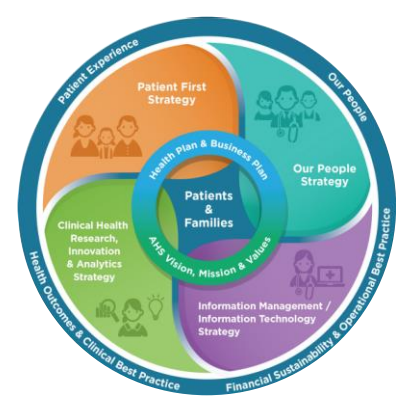 Patient Experience
Our People
Patient First
Strategy
Our People
Strategy
Health Plan & Business Plan
Patients
&
Families
AHS Vision, Mission & Values
Clinical Health
Research,
Innovation
& Analytics
Strategy
Information Management /
Information Technology
Strategy
Health Outcomes & Clinical Best Practice
Financial Sustainability & Operational Best Practice